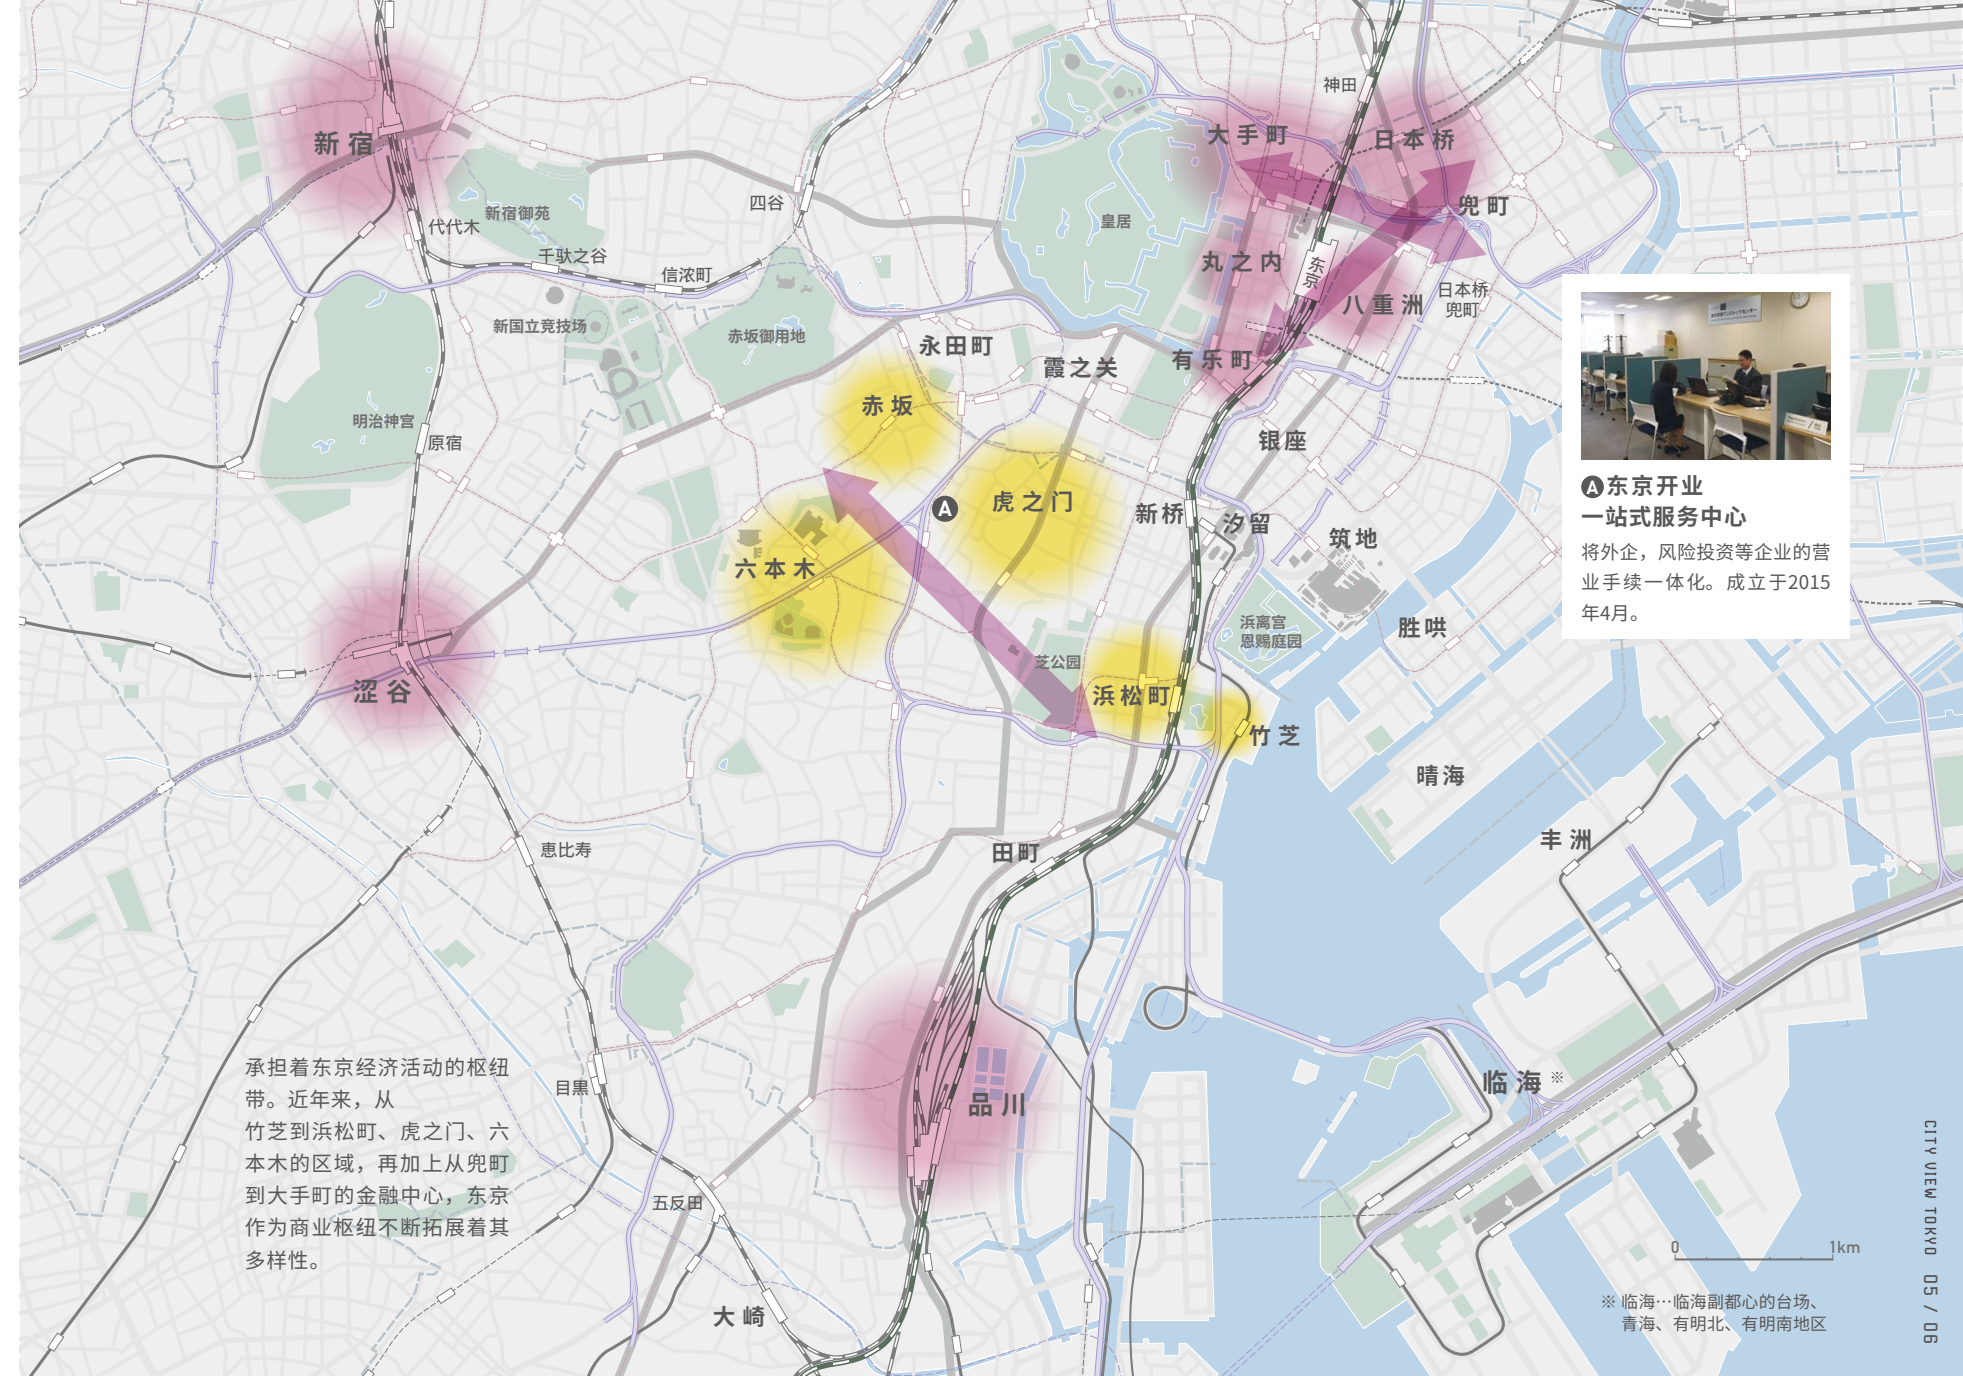 神田
大手町
日本桥
新宿
四谷
兜町
新宿御苑
皇居
代代木
千驮之谷
丸之内
东京
信浓町
日本桥
兜町
八重洲
新国立竞技场
赤坂御用地
永田町
霞之关
有乐町
赤坂
明治神宫
原宿
银座
A
虎之门
新桥
汐留
筑地
六本木
A东京开业
一站式服务中心
将外企，风险投资等企业的营
业手续一体化。成立于2015
年4月。
浜离宫
恩赐庭园
胜哄
芝公园
涩谷
浜松町
竹芝
晴海
丰洲
惠比寿
田町
目黑
临海※
品川
承担着东京经济活动的枢纽
带。近年来，从
竹芝到浜松町、虎之门、六
本木的区域，再加上从兜町
到大手町的金融中心，东京
作为商业枢纽不断拓展着其
多样性。
五反田
大崎
0 1km
※ 临海…临海副都心的台场、
青海、有明北、有明南地区
CITY VIEW TOKYO 05 / 06